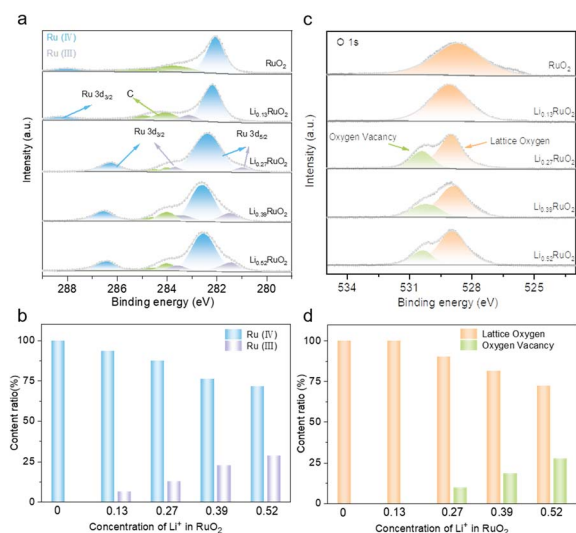 a
Ru (Ⅳ)
Ru (Ⅲ)
RuO2
Ru 3d3/2
C
Li0.13RuO2
Ru 3d3/2
Ru 3d5/2
Li0.27RuO2
Li0.39RuO2
Li0.52RuO2
Intensity (a.u.)
288 286 284 282 280
Binding energy (eV)
c
O 1s
RuO2
Li0.13RuO2
Oxygen Vacancy
Lattice Oxygen
Li0.27RuO2
Li0.39RuO2
Li0.52RuO2
Intensity (a.u.)
534 531 528 525
Binding energy (eV)
b
Ru (Ⅳ)
Ru (Ⅲ)
100
75
50
25
0
Content ratio(%)
0 0.13 0.27 0.39 0.52
Concentration of Li+ in RuO2
d
Lattice Oxygen
Oxygen Vacancy
100
75
50
25
0
Content ratio(%)
0 0.13 0.27 0.39 0.52
Concentration of Li+ in RuO2